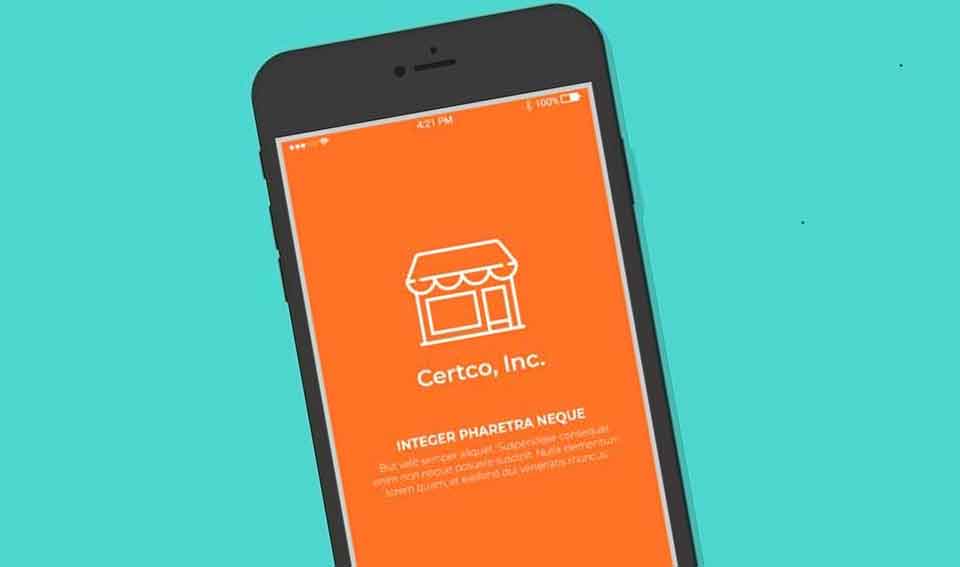 4:21 PM
100%
Certco, Inc.
INTEGER PHARETRA NEQUE
But velit semper aliquet. Suspendisse consequat
enim non neque posuere suscipit. Nulla elementum
lorem quam, et eleifend dui venenatis rhoncus.